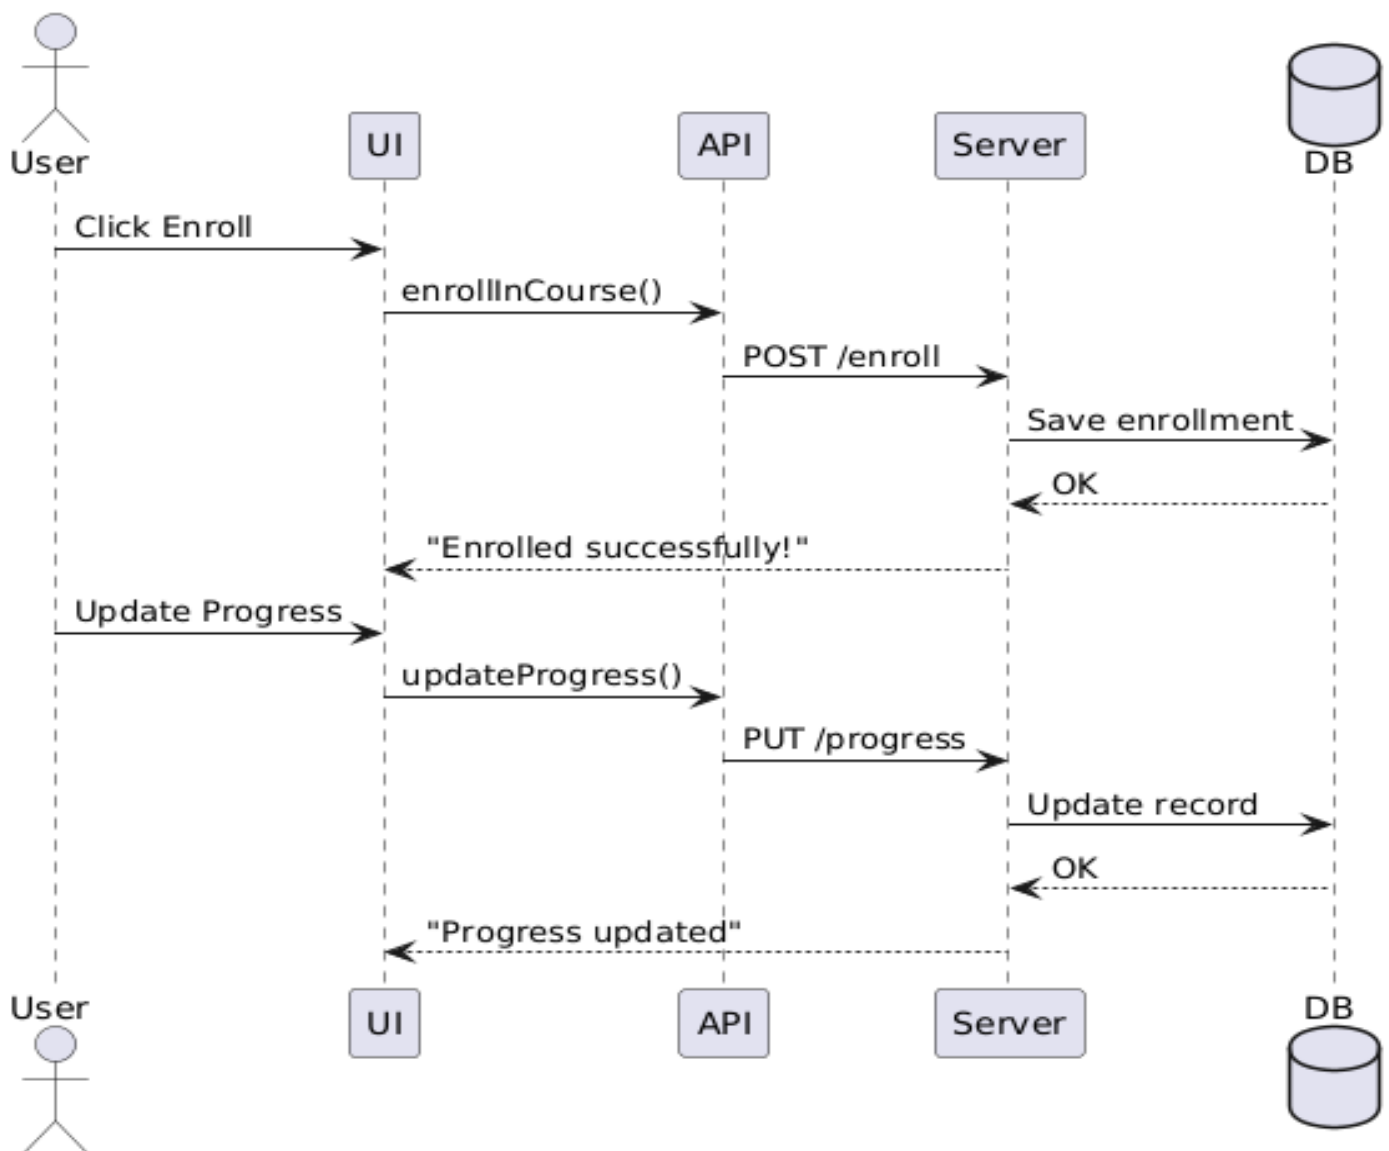 User
UI
API
Server
DB
Click Enroll
enrollInCourse()
POST /enroll
Save enrollment
OK
"Enrolled successfully!"
Update Progress
updateProgress()
PUT /progress
Update record
OK
"Progress updated"
User
UI
API
Server
DB